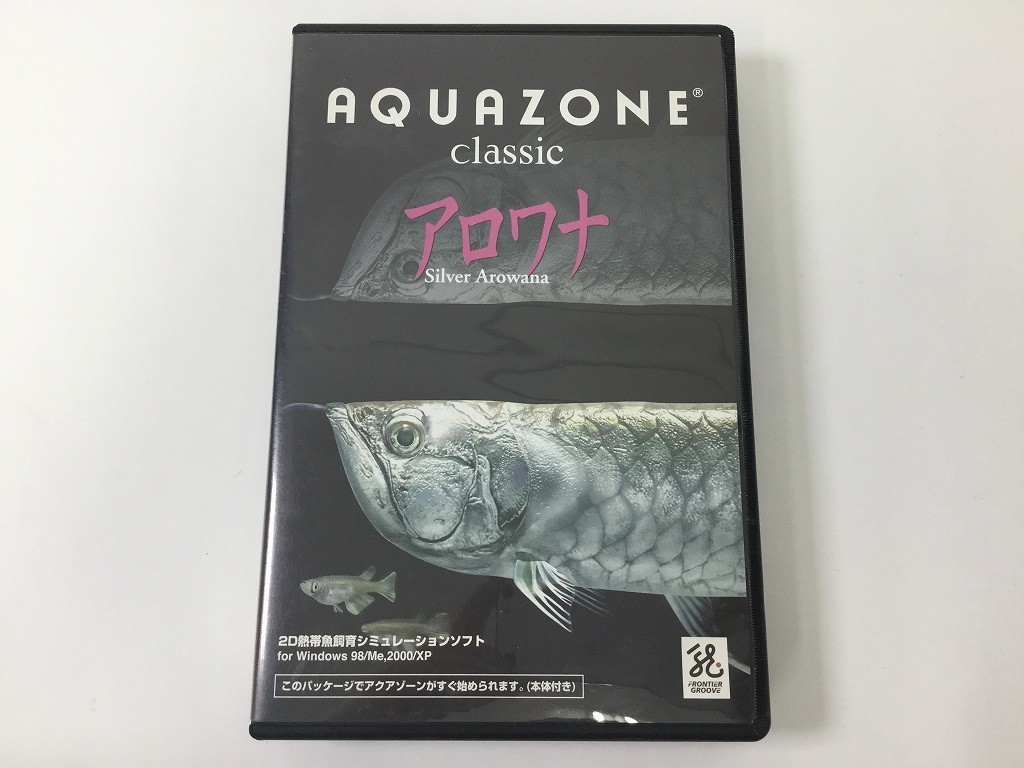 AQUAZONE®
classic
アロワナ
Silver Arowana
2D熱帯魚飼育シミュレーションソフト
for Windows 98/Me,2000/XP
このパッケージでアクアゾーンがすぐ始められます。(本体付き)
FRONTIER
GROOVE